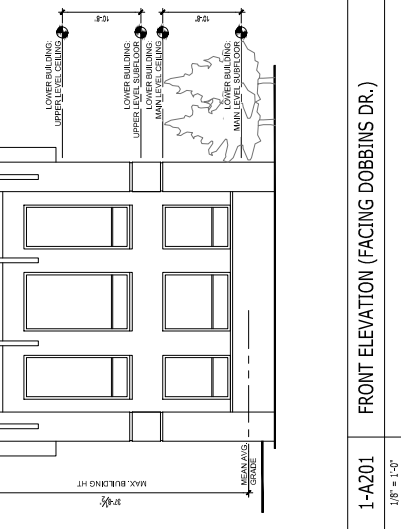 10'-8"
10'-8"
LOWER BUILDING:
UPPER LEVEL CEILING
LOWER BUILDING:
UPPER LEVEL SUBFLOOR
LOWER BUILDING:
MAIN LEVEL CEILING
LOWER BUILDING:
MAIN LEVEL SUBFLOOR
MAX. BUILDING HT
MEAN AVG.
GRADE
1-A201
FRONT ELEVATION (FACING DOBBINS DR.)
1/8" = 1'-0"